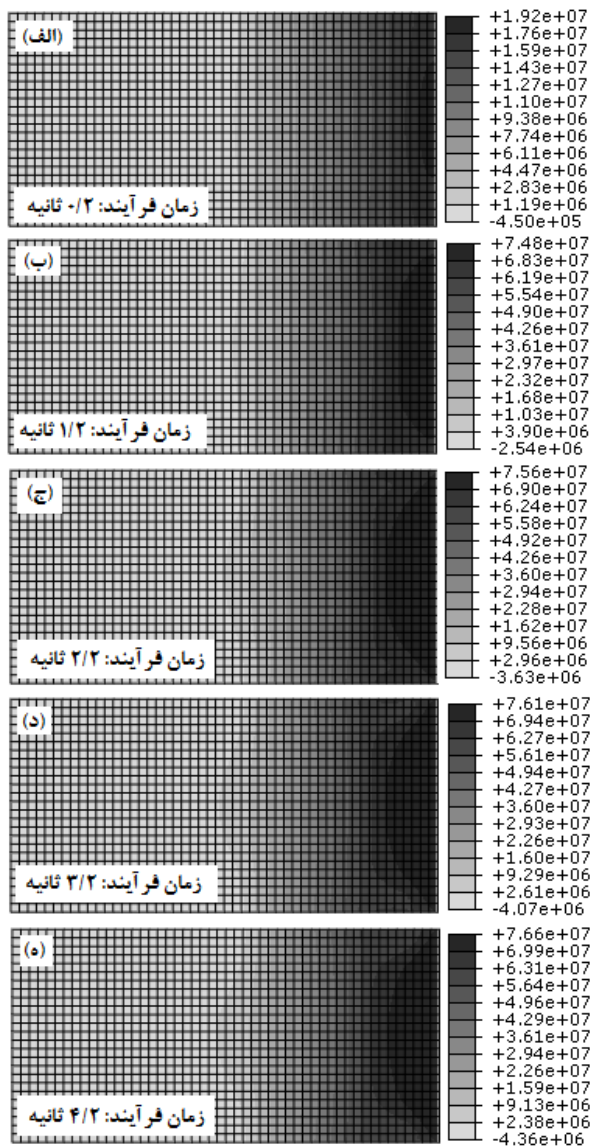 (الف)
زمان فرآیند: ۰/۲ ثانیه
+1.92e+07
+1.76e+07
+1.59e+07
+1.43e+07
+1.27e+07
+1.10e+07
+9.38e+06
+7.74e+06
+6.11e+06
+4.47e+06
+2.83e+06
+1.19e+06
-4.50e+05
(ب)
زمان فرآیند: ۱/۲ ثانیه
+7.48e+07
+6.83e+07
+6.19e+07
+5.54e+07
+4.90e+07
+4.26e+07
+3.61e+07
+2.97e+07
+2.32e+07
+1.68e+07
+1.03e+07
+3.90e+06
-2.54e+06
(ج)
زمان فرآیند: ۲/۲ ثانیه
+7.56e+07
+6.90e+07
+6.24e+07
+5.58e+07
+4.92e+07
+4.26e+07
+3.60e+07
+2.94e+07
+2.28e+07
+1.62e+07
+9.56e+06
+2.96e+06
-3.63e+06
(د)
زمان فرآیند: ۳/۲ ثانیه
+7.61e+07
+6.94e+07
+6.27e+07
+5.61e+07
+4.94e+07
+4.27e+07
+3.60e+07
+2.93e+07
+2.26e+07
+1.60e+07
+9.29e+06
+2.61e+06
-4.07e+06
(ه)
زمان فرآیند: ۴/۲ ثانیه
+7.66e+07
+6.99e+07
+6.31e+07
+5.64e+07
+4.96e+07
+4.29e+07
+3.61e+07
+2.94e+07
+2.26e+07
+1.59e+07
+9.13e+06
+2.38e+06
-4.36e+06